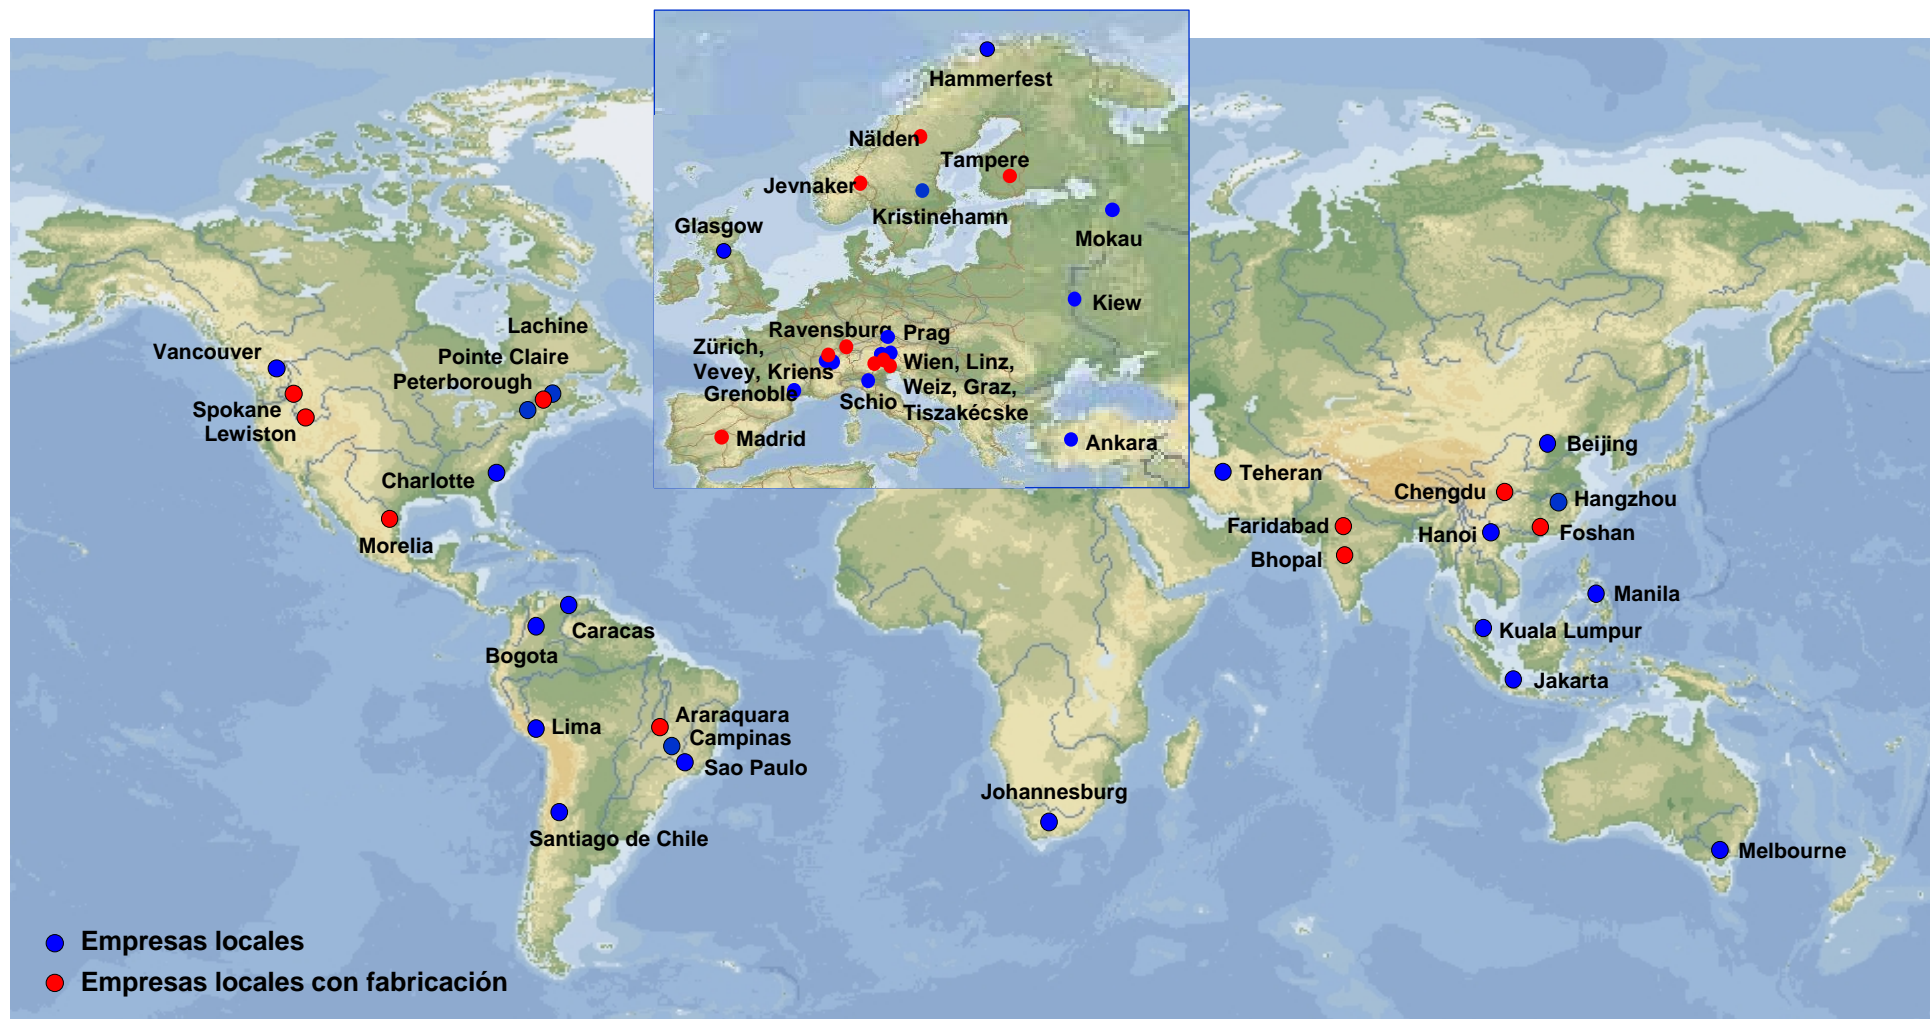 Hammerfest
Nälden
Tampere
Jevnaker
Kristinehamn
Glasgow
Mokau
Kiew
Ravensburg
Prag
Zürich,
Vevey, Kriens
Grenoble
Schio
Wien, Linz,
Weiz, Graz,
Tiszakécske
Madrid
Ankara
Lachine
Pointe Claire
Peterborough
Vancouver
Spokane
Lewiston
Charlotte
Morelia
Caracas
Bogota
Lima
Araraquara
Campinas
Sao Paulo
Santiago de Chile
Johannesburg
Teheran
Faridabad
Bhopal
Beijing
Chengdu
Hangzhou
Hanoi
Foshan
Manila
Kuala Lumpur
Jakarta
Melbourne
Empresas locales
Empresas locales con fabricación